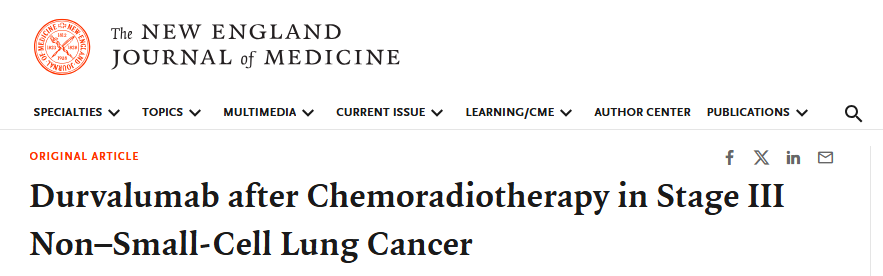 The NEW ENGLAND
JOURNAL of MEDICINE
SPECIALTIES TOPICS MULTIMEDIA CURRENT ISSUE LEARNING/CME AUTHOR CENTER PUBLICATIONS
ORIGINAL ARTICLE
Durvalumab after Chemoradiotherapy in Stage III
Non–Small-Cell Lung Cancer